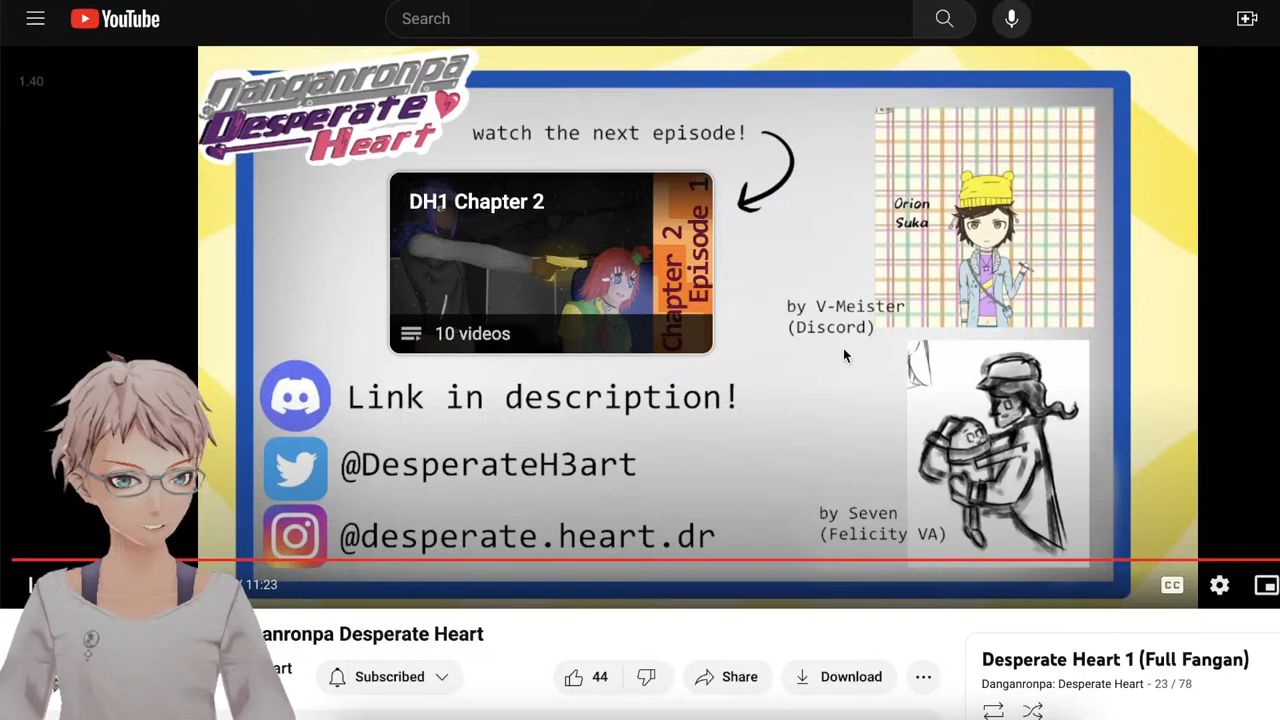 YouTube
Search
1.40
Danganronpa
Desperate
Heart
watch the next episode!
DH1 Chapter 2
Chapter 2
Episode 1
10 videos
Orion
Suka
by V-Meister
(Discord)
Link in description!
@DesperateH3art
@desperate.heart.dr
by Seven
(Felicity VA)
/ 11:23
CC
anronpa Desperate Heart
art
Subscribed
44
Share
Download
Desperate Heart 1 (Full Fangan)
Danganronpa: Desperate Heart - 23 / 78